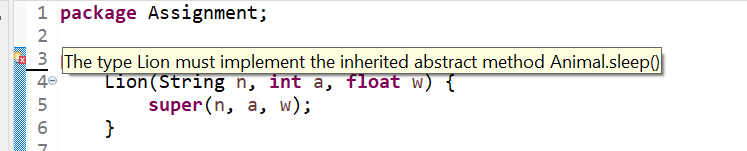 1 package Assignment;
2
3 The type Lion must implement the inherited abstract method Animal.sleep()
4 Lion(String n, int a, float w) {
5 super(n, a, w);
6 }
7